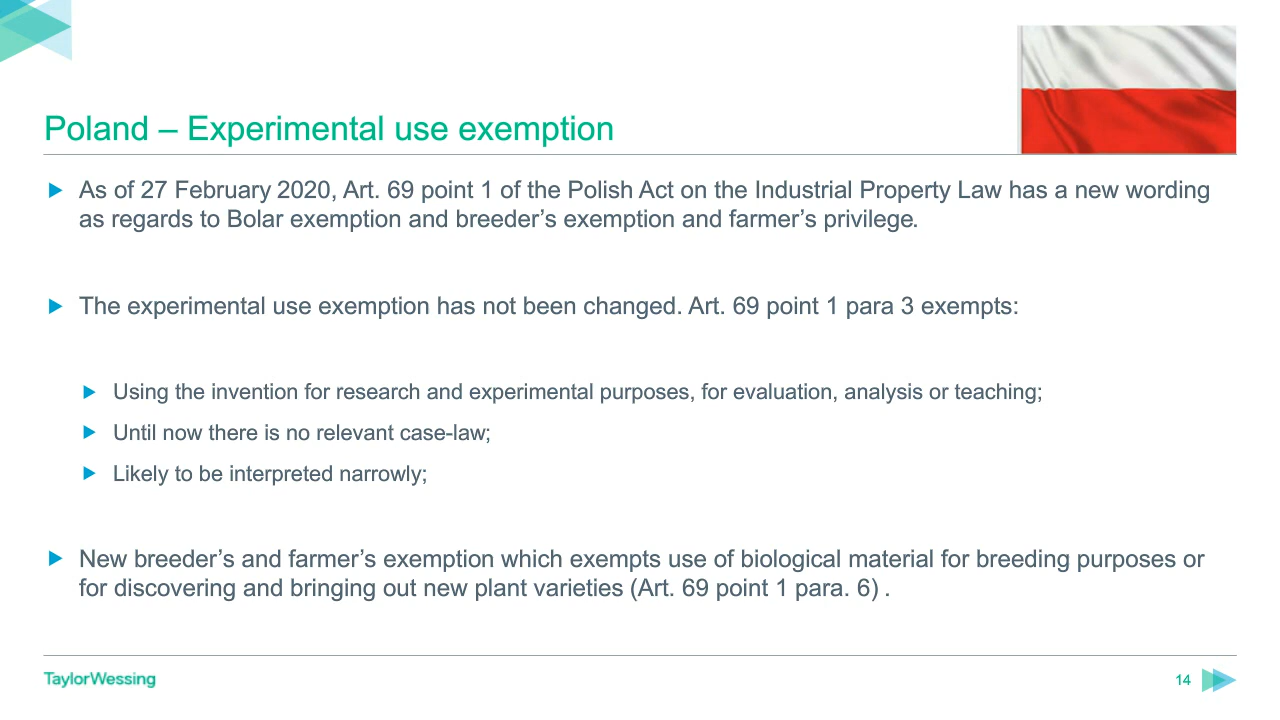 Poland – Experimental use exemption
As of 27 February 2020, Art. 69 point 1 of the Polish Act on the Industrial Property Law has a new wording
as regards to Bolar exemption and breeder’s exemption and farmer’s privilege.
The experimental use exemption has not been changed. Art. 69 point 1 para 3 exempts:
Using the invention for research and experimental purposes, for evaluation, analysis or teaching;
Until now there is no relevant case-law;
Likely to be interpreted narrowly;
New breeder’s and farmer’s exemption which exempts use of biological material for breeding purposes or
for discovering and bringing out new plant varieties (Art. 69 point 1 para. 6) .
TaylorWessing
14